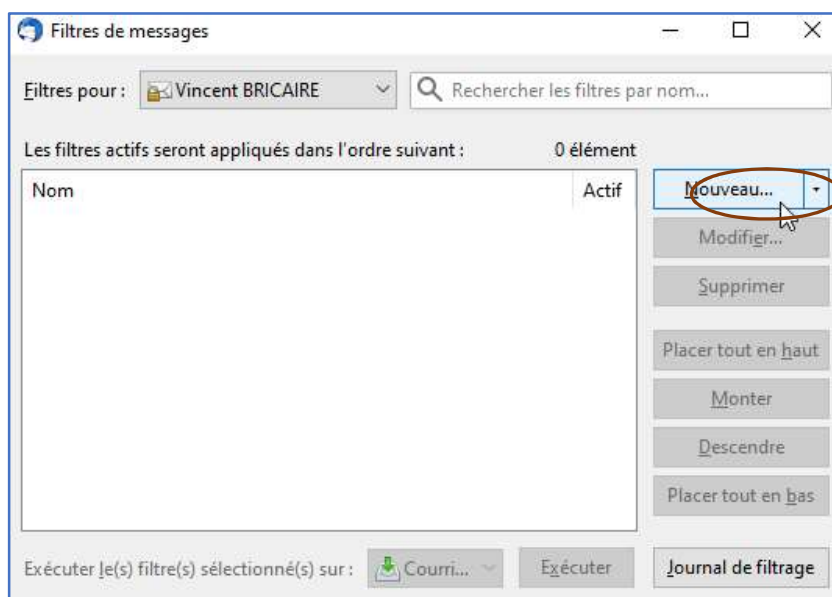 Filtres de messages
Filtres pour : Vincent BRICAIRE Rechercher les filtres par nom...
Les filtres actifs seront appliqués dans l'ordre suivant : 0 élément
Nom Actif Nouveau...
Modifier...
Supprimer
Placer tout en haut
Monter
Descendre
Placer tout en bas
Exécuter le(s) filtre(s) sélectionné(s) sur : Courri... Exécuter Journal de filtrage